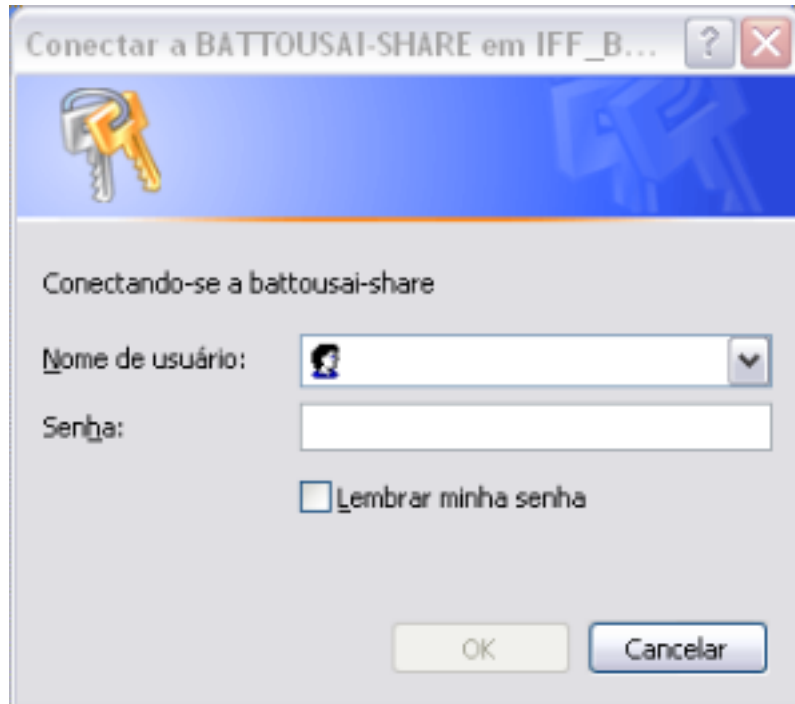 Conectar a BATTOUSAI-SHARE em IFF_B...
Conectando-se a battousai-share
Nome de usuário:
Senha:
Lembrar minha senha
OK Cancelar